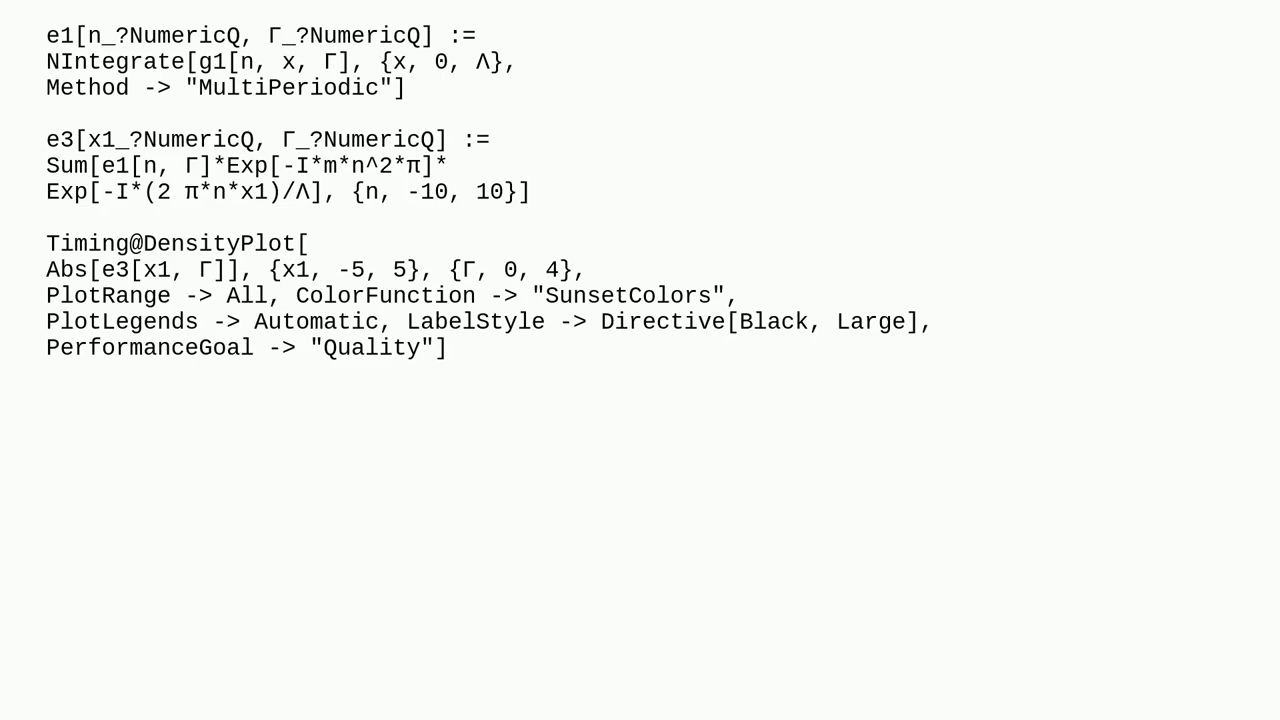 e1[n_?NumericQ, Γ_?NumericQ] :=
NIntegrate[g1[n, x, Γ], {x, 0, Λ},
Method -> "MultiPeriodic"]
e3[x1_?NumericQ, Γ_?NumericQ] :=
Sum[e1[n, Γ]*Exp[-I*m*n^2*π]*
Exp[-I*(2 π*n*x1)/Λ], {n, -10, 10}]
Timing@DensityPlot[
Abs[e3[x1, Γ]], {x1, -5, 5}, {Γ, 0, 4},
PlotRange -> All, ColorFunction -> "SunsetColors",
PlotLegends -> Automatic, LabelStyle -> Directive[Black, Large],
PerformanceGoal -> "Quality"]